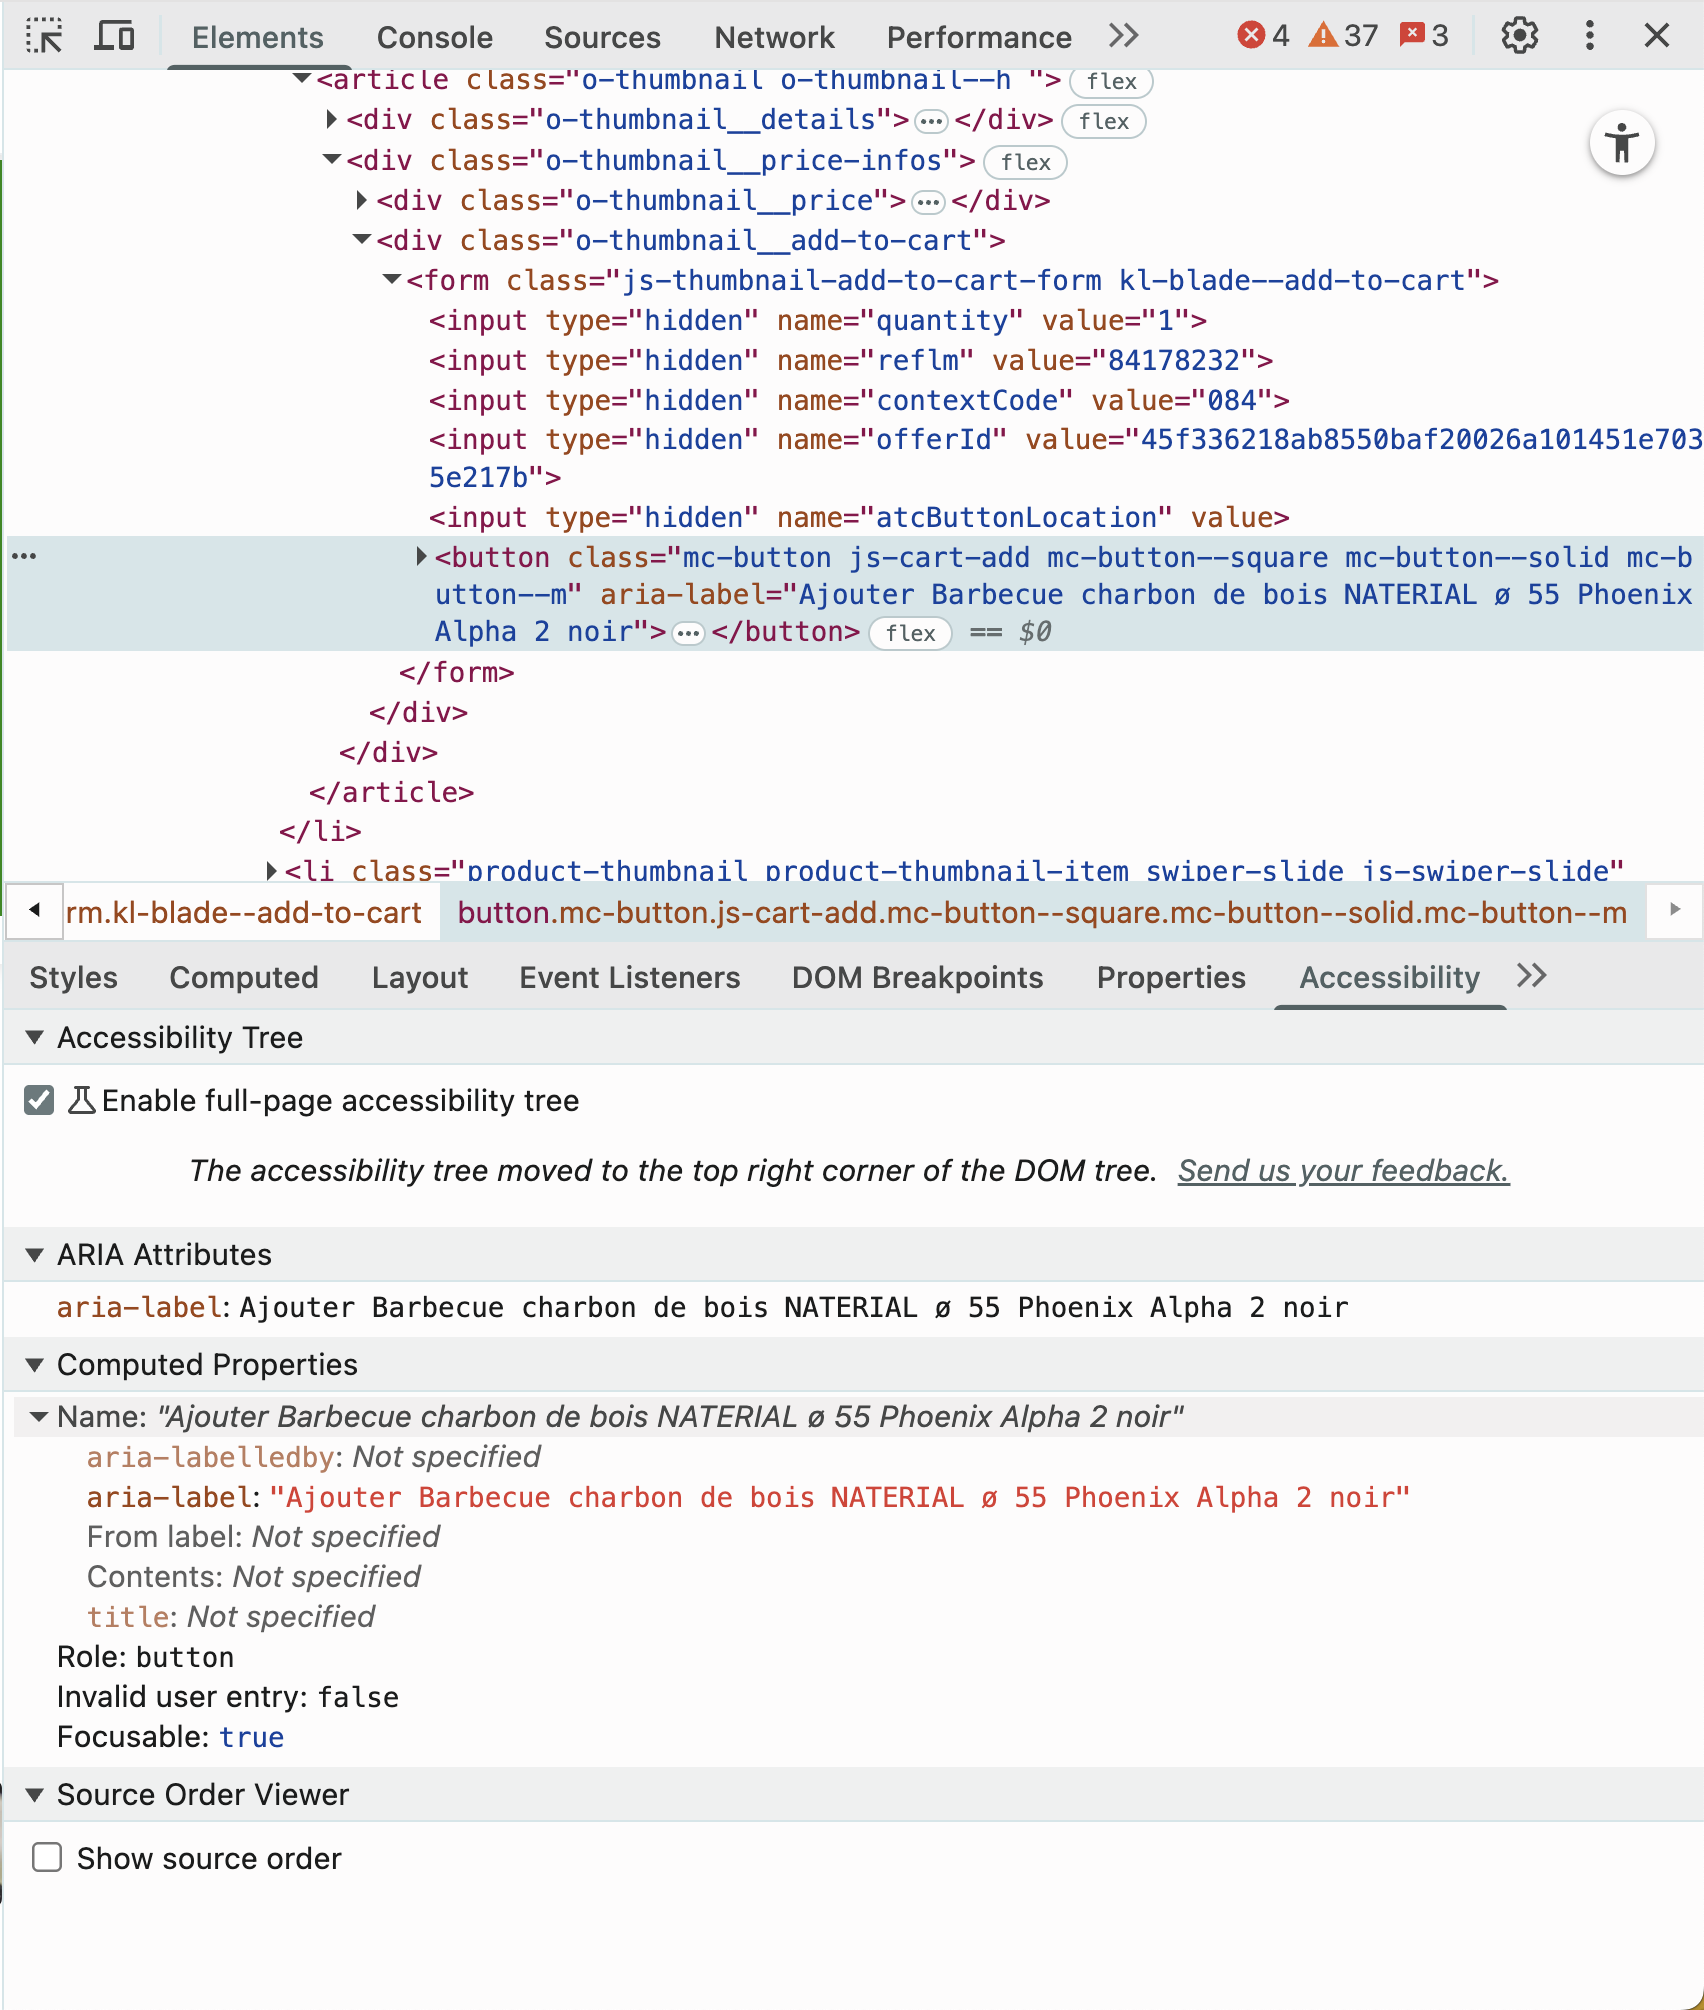 Elements Console Sources Network Performance 4 37 3
<article class="o-thumbnail o-thumbnail--h "> flex
<div class="o-thumbnail__details"> </div> flex
<div class="o-thumbnail__price-infos"> flex
<div class="o-thumbnail__price"> </div>
<div class="o-thumbnail__add-to-cart">
<form class="js-thumbnail-add-to-cart-form kl-blade--add-to-cart">
<input type="hidden" name="quantity" value="1">
<input type="hidden" name="reflm" value="84178232">
<input type="hidden" name="contextCode" value="084">
<input type="hidden" name="offerId" value="45f336218ab8550baf20026a101451e703
5e217b">
<input type="hidden" name="atcButtonLocation" value>
<button class="mc-button js-cart-add mc-button--square mc-button--solid mc-b
utton--m" aria-label="Ajouter Barbecue charbon de bois NATERIAL ø 55 Phoenix
Alpha 2 noir"> </button> flex == $0
</form>
</div>
</div>
</article>
</li>
<li class="product-thumbnail product-thumbnail-item swiper-slide js-swiper-slide"
rm.kl-blade--add-to-cart button.mc-button.js-cart-add.mc-button--square.mc-button--solid.mc-button--m
Styles Computed Layout Event Listeners DOM Breakpoints Properties Accessibility
Accessibility Tree
Enable full-page accessibility tree
The accessibility tree moved to the top right corner of the DOM tree. Send us your feedback.
ARIA Attributes
aria-label: Ajouter Barbecue charbon de bois NATERIAL ø 55 Phoenix Alpha 2 noir
Computed Properties
Name: "Ajouter Barbecue charbon de bois NATERIAL ø 55 Phoenix Alpha 2 noir"
aria-labelledby: Not specified
aria-label: "Ajouter Barbecue charbon de bois NATERIAL ø 55 Phoenix Alpha 2 noir"
From label: Not specified
Contents: Not specified
title: Not specified
Role: button
Invalid user entry: false
Focusable: true
Source Order Viewer
Show source order